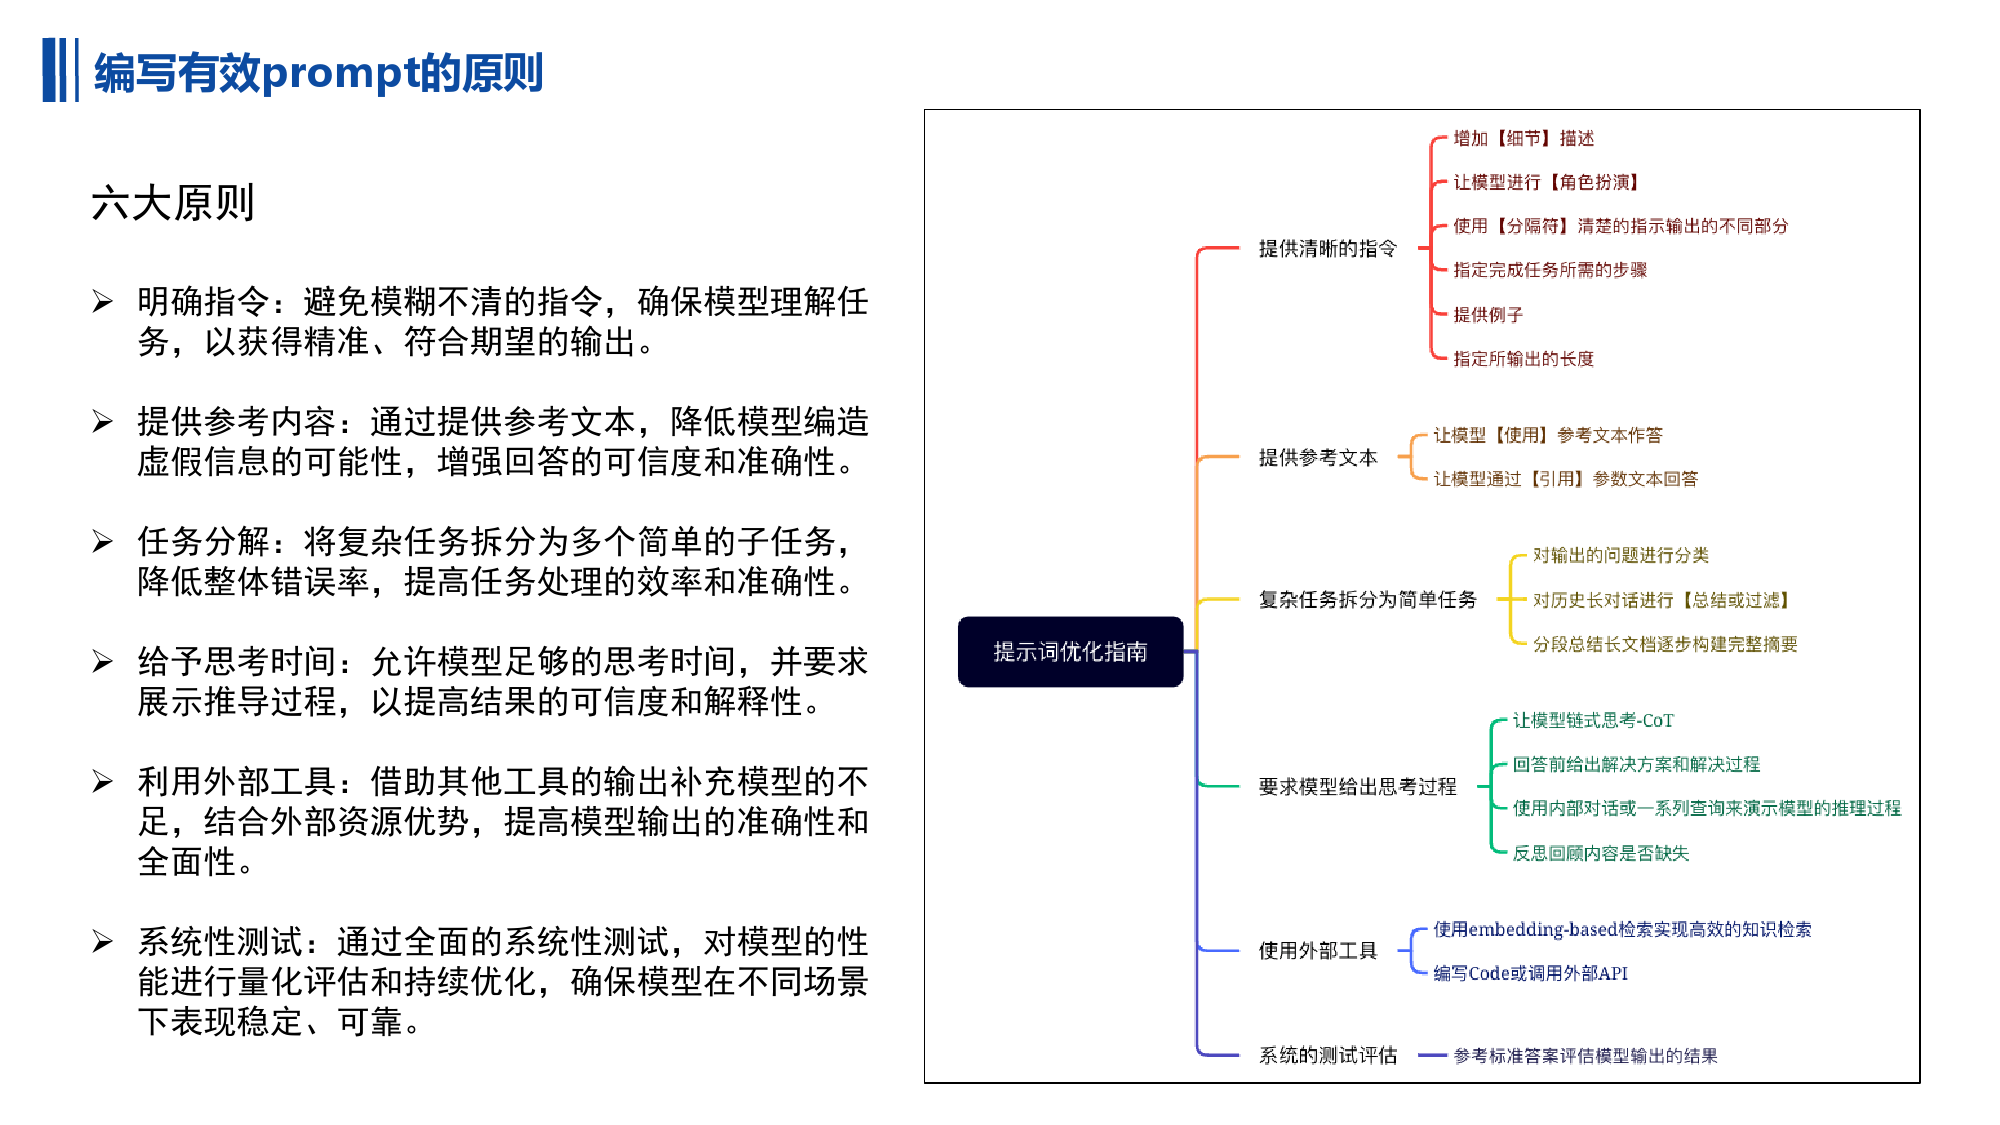 编写有效prompt的原则
六大原则
明确指令：避免模糊不清的指令，确保模型理解任
务，以获得精准、符合期望的输出。
提供参考内容：通过提供参考文本，降低模型编造
虚假信息的可能性，增强回答的可信度和准确性。
任务分解：将复杂任务拆分为多个简单的子任务，
降低整体错误率，提高任务处理的效率和准确性。
给予思考时间：允许模型足够的思考时间，并要求
展示推导过程，以提高结果的可信度和解释性。
利用外部工具：借助其他工具的输出补充模型的不
足，结合外部资源优势，提高模型输出的准确性和
全面性。
系统性测试：通过全面的系统性测试，对模型的性
能进行量化评估和持续优化，确保模型在不同场景
下表现稳定、可靠。
提示词优化指南
提供清晰的指令
增加【细节】描述
让模型进行【角色扮演】
使用【分隔符】清楚的指示输出的不同部分
指定完成任务所需的步骤
提供例子
指定所输出的长度
提供参考文本
让模型【使用】参考文本作答
让模型通过【引用】参数文本回答
复杂任务拆分为简单任务
对输出的问题进行分类
对历史长对话进行【总结或过滤】
分段总结长文档逐步构建完整摘要
要求模型给出思考过程
让模型链式思考-CoT
回答前给出解决方案和解决过程
使用内部对话或一系列查询来演示模型的推理过程
反思回顾内容是否缺失
使用外部工具
使用embedding-based检索实现高效的知识检索
编写Code或调用外部API
系统的测试评估
参考标准答案评估模型输出的结果